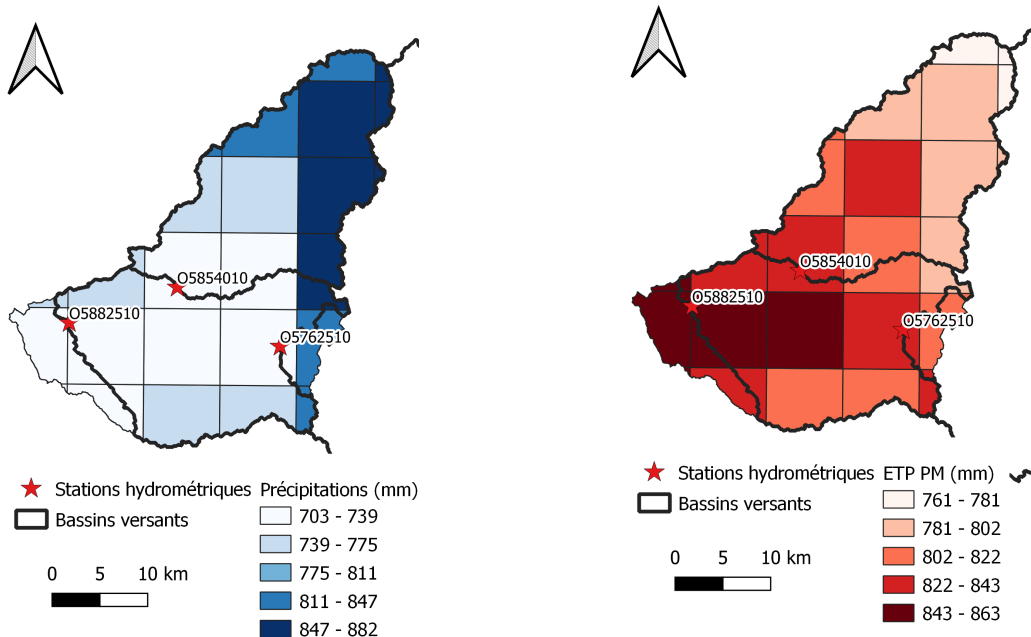 O5854010
O5882510
O5762510
Stations hydrométriques
Bassins versants
0 5 10 km
Précipitations (mm)
703 - 739
739 - 775
775 - 811
811 - 847
847 - 882
O5854010
O5882510
O5762510
Stations hydrométriques
Bassins versants
0 5 10 km
ETP PM (mm)
761 - 781
781 - 802
802 - 822
822 - 843
843 - 863